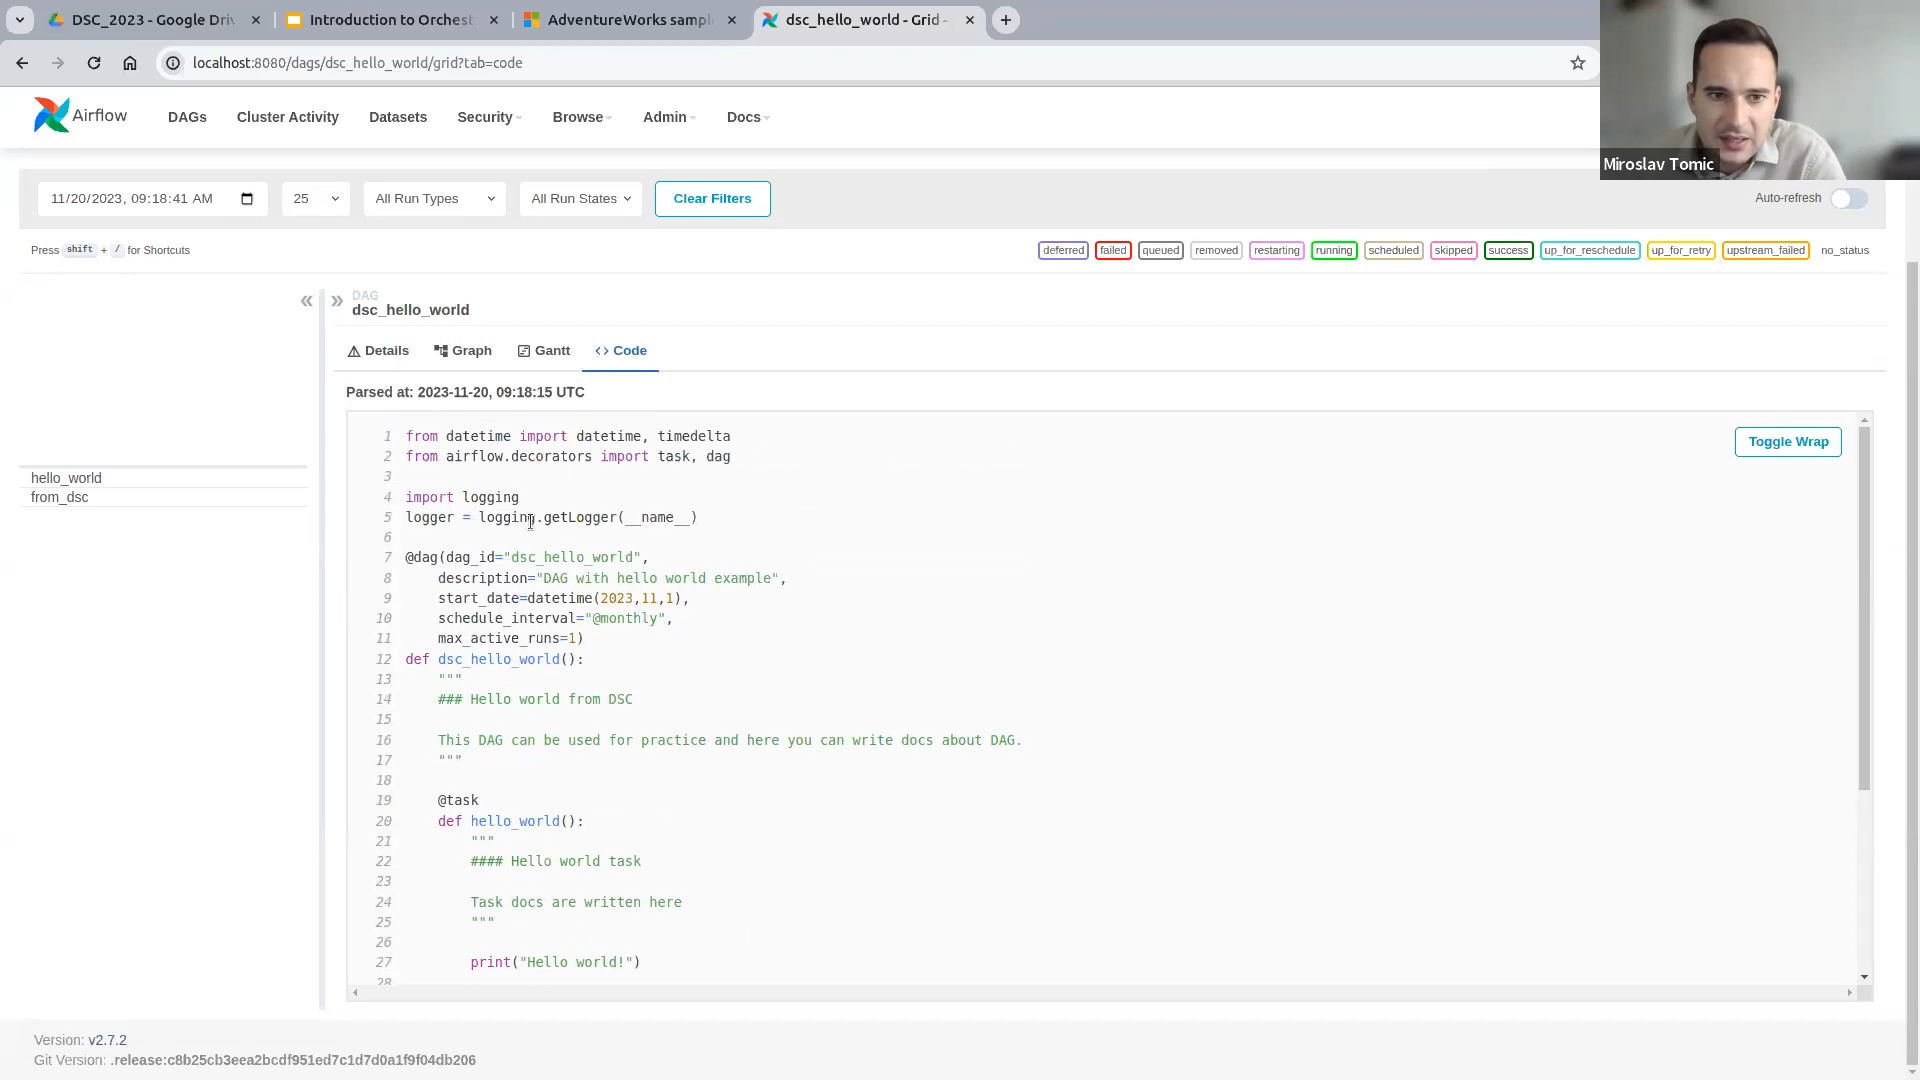 DSC_2023 - Google Driv
Introduction to Orchest
AdventureWorks sampl
dsc_hello_world - Grid -
localhost:8080/dags/dsc_hello_world/grid?tab=code
Airflow
DAGs
Cluster Activity
Datasets
Security
Browse
Admin
Docs
Miroslav Tomic
11/20/2023, 09:18:41 AM
25
All Run Types
All Run States
Clear Filters
Auto-refresh
Press shift + / for Shortcuts
deferred
failed
queued
removed
restarting
running
scheduled
skipped
success
up_for_reschedule
up_for_retry
upstream_failed
no_status
DAG
dsc_hello_world
Details
Graph
Gantt
Code
Parsed at: 2023-11-20, 09:18:15 UTC
hello_world
from_dsc
Toggle Wrap
1 from datetime import datetime, timedelta
2 from airflow.decorators import task, dag
3
4 import logging
5 logger = logging.getLogger(__name__)
6
7 @dag(dag_id="dsc_hello_world",
8 description="DAG with hello world example",
9 start_date=datetime(2023,11,1),
10 schedule_interval="@monthly",
11 max_active_runs=1)
12 def dsc_hello_world():
13 """
14 ### Hello world from DSC
15
16 This DAG can be used for practice and here you can write docs about DAG.
17 """
18
19 @task
20 def hello_world():
21 """
22 #### Hello world task
23
24 Task docs are written here
25 """
26
27 print("Hello world!")
28
Version: v2.7.2
Git Version: .release:c8b25cb3eea2bcdf951ed7c1d7d0a1f9f04db206